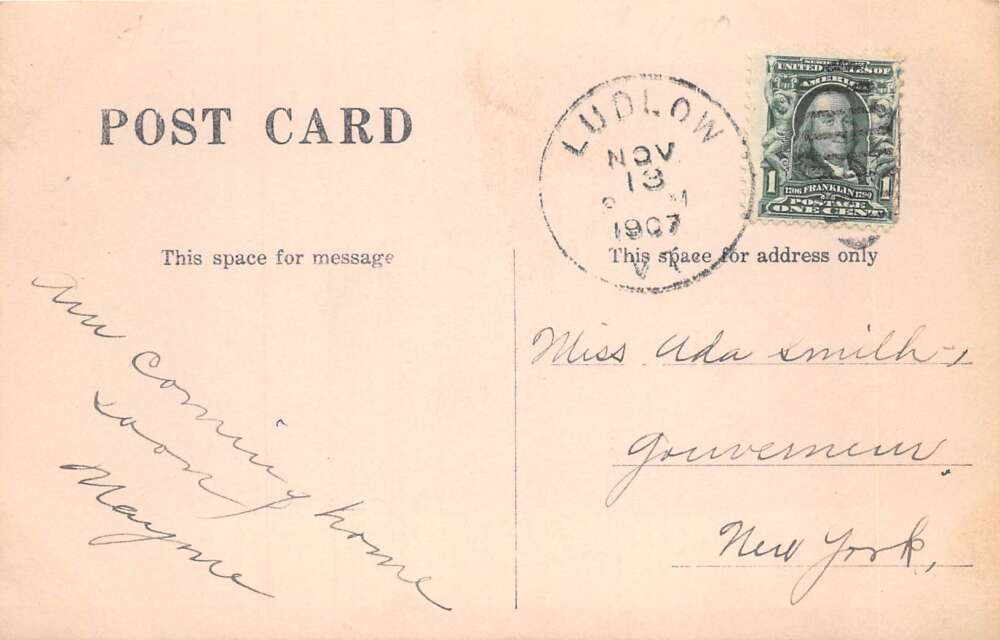 POST CARD
LUDLOW
NOV
13
M
1907
VT
SERIES 1902
UNITED STATES OF
AMERICA
1 1
1706 FRANKLIN 1790
POSTAGE
ONE CENT
This space for message
This space for address only
Am coming home
soon
Mayme
Miss Ada Smith,
Gouverneur,
New York,